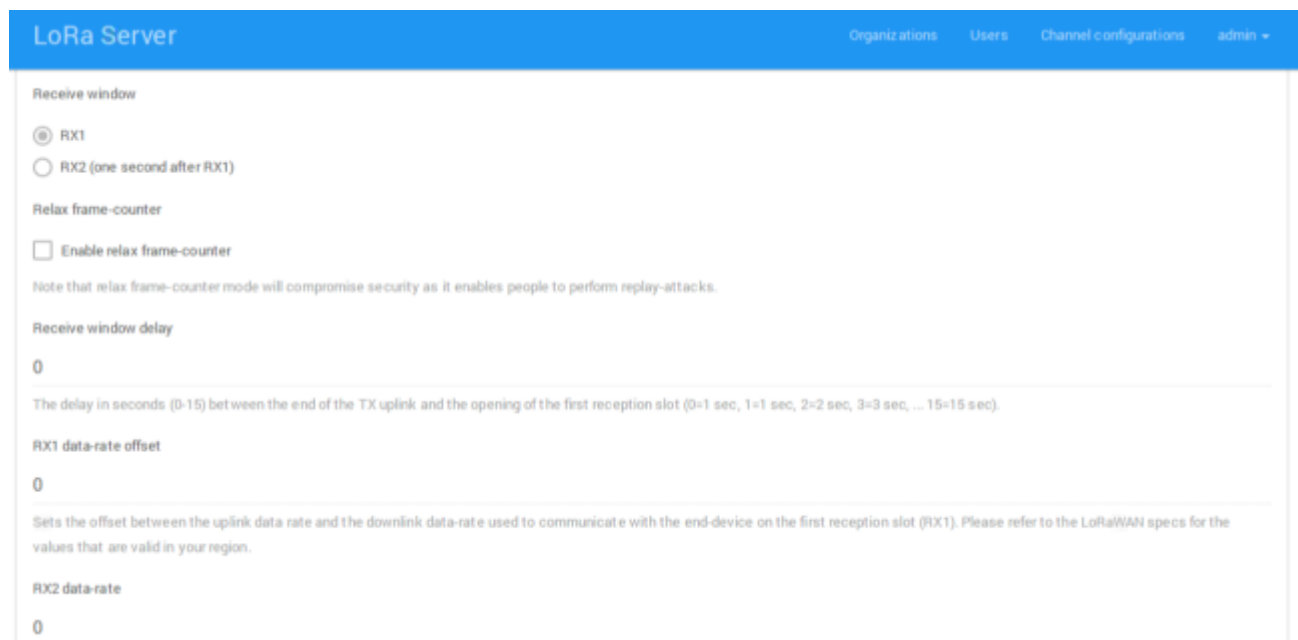 LoRa Server
Organizations Users Channel configurations admin
Receive window
RX1
RX2 (one second after RX1)
Relax frame-counter
Enable relax frame-counter
Note that relax frame-counter mode will compromise security as it enables people to perform replay-attacks.
Receive window delay
0
The delay in seconds (0-15) between the end of the TX uplink and the opening of the first reception slot (0=1 sec, 1=1 sec, 2=2 sec, 3=3 sec, ... 15=15 sec).
RX1 data-rate offset
0
Sets the offset between the uplink data rate and the downlink data-rate used to communicate with the end-device on the first reception slot (RX1). Please refer to the LoRaWAN specs for the
values that are valid in your region.
RX2 data-rate
0